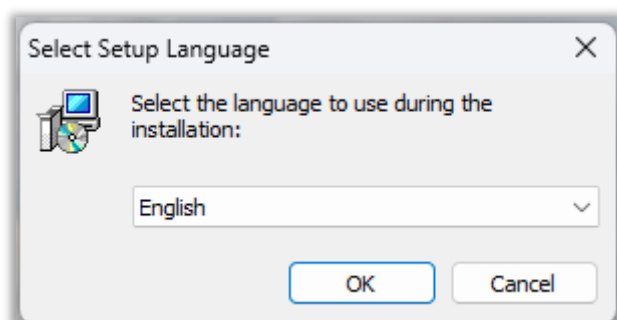 Select Setup Language
Select the language to use during the
installation:
English
OK
Cancel